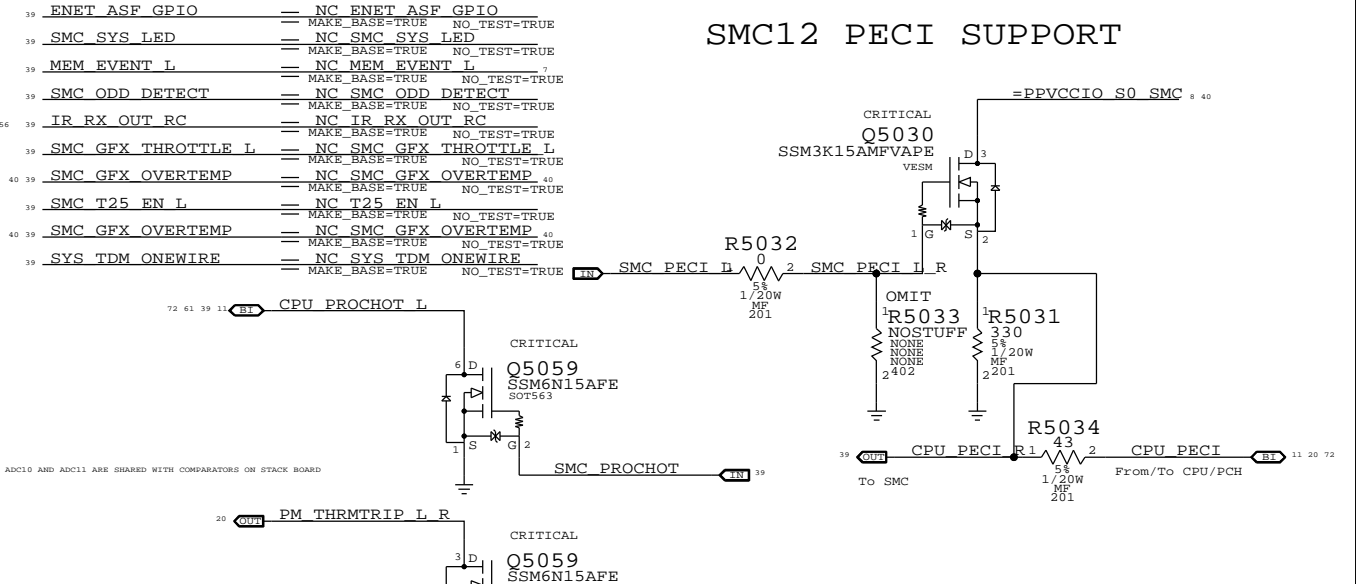 39 ENET_ASF_GPIO NC_ENET_ASF_GPIO
MAKE_BASE=TRUE NO_TEST=TRUE
39 SMC_SYS_LED NC_SMC_SYS_LED
MAKE_BASE=TRUE NO_TEST=TRUE
39 MEM_EVENT_L NC_MEM_EVENT_L 7
MAKE_BASE=TRUE NO_TEST=TRUE
39 SMC_ODD_DETECT NC_SMC_ODD_DETECT
MAKE_BASE=TRUE NO_TEST=TRUE
56 39 IR_RX_OUT_RC NC_IR_RX_OUT_RC
MAKE_BASE=TRUE NO_TEST=TRUE
39 SMC_GFX_THROTTLE_L NC_SMC_GFX_THROTTLE_L
MAKE_BASE=TRUE NO_TEST=TRUE
40 39 SMC_GFX_OVERTEMP NC_SMC_GFX_OVERTEMP 40
MAKE_BASE=TRUE NO_TEST=TRUE
39 SMC_T25_EN_L NC_T25_EN_L
MAKE_BASE=TRUE NO_TEST=TRUE
40 39 SMC_GFX_OVERTEMP NC_SMC_GFX_OVERTEMP 40
MAKE_BASE=TRUE NO_TEST=TRUE
39 SYS_TDM_ONEWIRE NC_SYS_TDM_ONEWIRE
MAKE_BASE=TRUE NO_TEST=TRUE
SMC12 PECI SUPPORT
=PPVCCIO_S0_SMC 8 40
CRITICAL
Q5030
SSM3K15AMFVAPE
VESM
D 3
1 G S 2
R5032
0
IN SMC_PECI_L 1 2 SMC_PECI_L_R
5%
1/20W
MF
201
OMIT
1 R5033
NOSTUFF
NONE
NONE
NONE
2 402
1 R5031
330
5%
1/20W
MF
2 201
R5034
43
39 OUT CPU_PECI_R 1 2 CPU_PECI BI 11 20 72
To SMC
From/To CPU/PCH
5%
1/20W
MF
201
72 61 39 11 BI CPU_PROCHOT_L
CRITICAL
6 D Q5059
SSM6N15AFE
SOT563
1 S G 2
SMC_PROCHOT IN 39
ADC10 AND ADC11 ARE SHARED WITH COMPARATORS ON STACK BOARD
20 OUT PM_THRMTRIP_L_R
CRITICAL
3 D Q5059
SSM6N15AFE